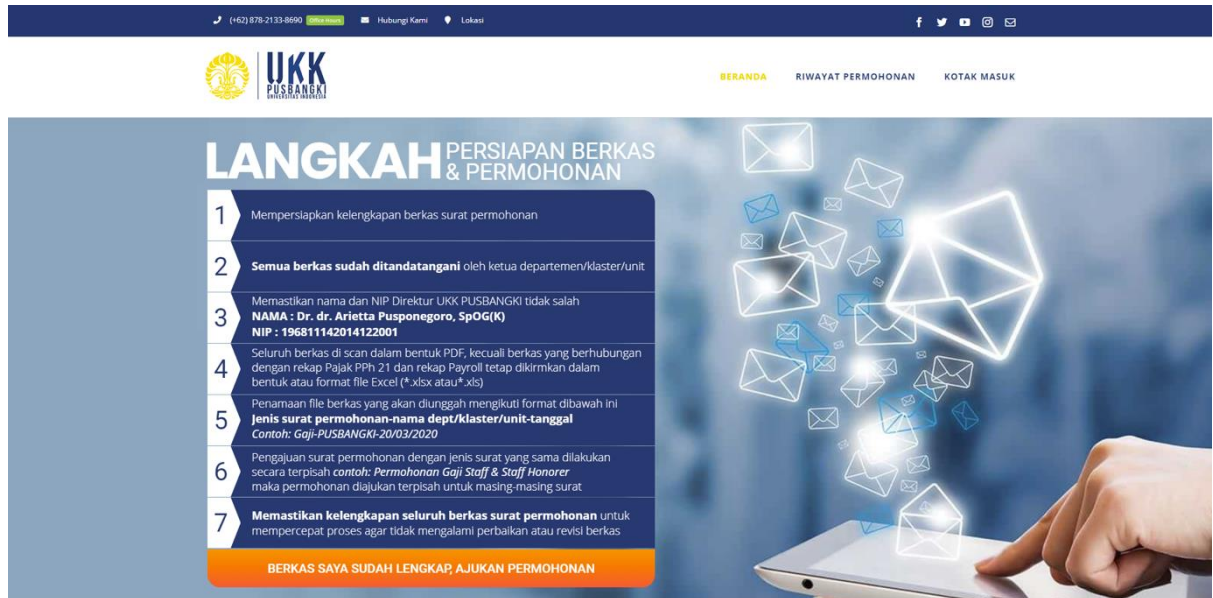 (+62) 878-2133-8690 Office Hours Hubungi Kami Lokasi
UKK
PUSBANGKI
UNIVERSITAS INDONESIA
BERANDA RIWAYAT PERMOHONAN KOTAK MASUK
LANGKAH PERSIAPAN BERKAS
& PERMOHONAN
1 Mempersiapkan kelengkapan berkas surat permohonan
2 Semua berkas sudah ditandatangani oleh ketua departemen/klaster/unit
3 Memastikan nama dan NIP Direktur UKK PUSBANGKI tidak salah
NAMA : Dr. dr. Arietta Pusponegoro, SpOG(K)
NIP : 196811142014122001
4 Seluruh berkas di scan dalam bentuk PDF, kecuali berkas yang berhubungan
dengan rekap Pajak PPh 21 dan rekap Payroll tetap dikirmkan dalam
bentuk atau format file Excel (*.xlsx atau*.xls)
5 Penamaan file berkas yang akan diunggah mengikuti format dibawah ini
Jenis surat permohonan-nama dept/klaster/unit-tanggal
Contoh: Gaji-PUSBANGKI-20/03/2020
6 Pengajuan surat permohonan dengan jenis surat yang sama dilakukan
secara terpisah contoh: Permohonan Gaji Staff & Staff Honorer
maka permohonan diajukan terpisah untuk masing-masing surat
7 Memastikan kelengkapan seluruh berkas surat permohonan untuk
mempercepat proses agar tidak mengalami perbaikan atau revisi berkas
BERKAS SAYA SUDAH LENGKAP, AJUKAN PERMOHONAN